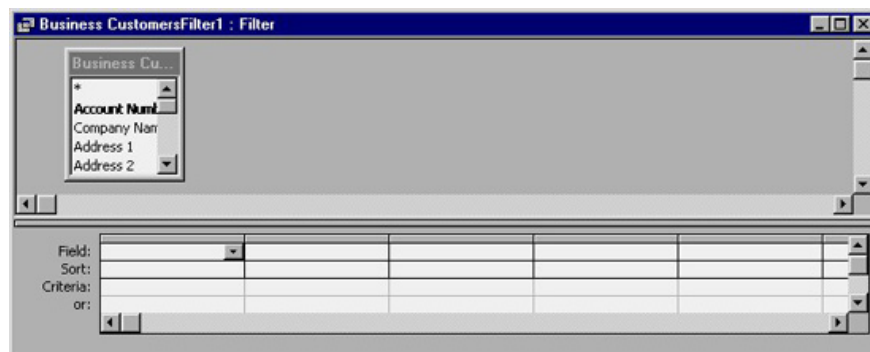 Business CustomersFilter1 : Filter
Business Cu...
*
Account Numb
Company Nam
Address 1
Address 2
Field:
Sort:
Criteria:
or: